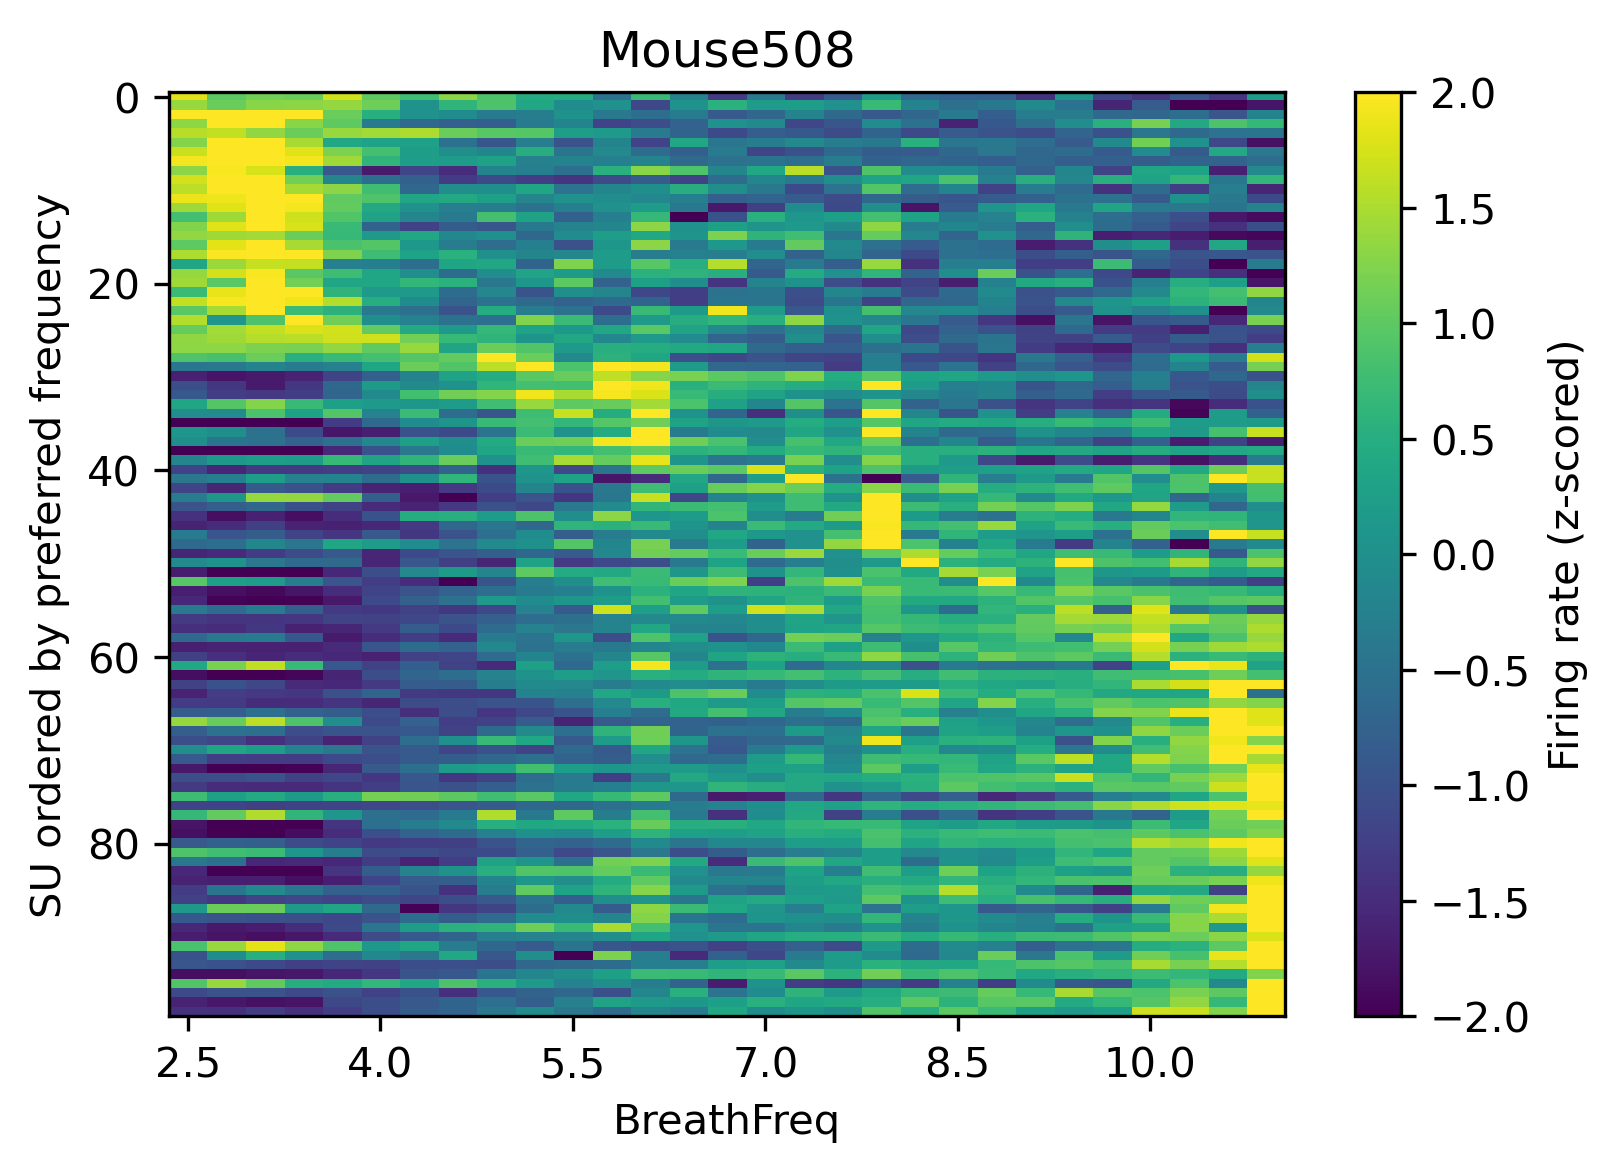 Mouse508
0
20
40
60
80
SU ordered by preferred frequency
2.5 4.0 5.5 7.0 8.5 10.0
BreathFreq
2.0
1.5
1.0
0.5
0.0
−0.5
−1.0
−1.5
−2.0
Firing rate (z-scored)